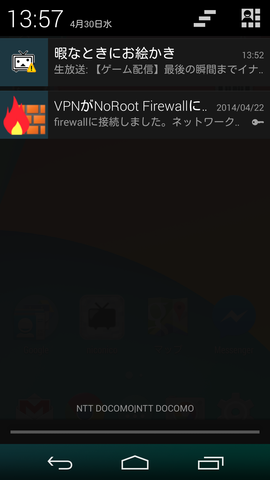 13:57 4月30日水
暇なときにお絵かき 13:52
生放送: 【ゲーム配信】最後の瞬間までイナ..
VPNがNoRoot Firewallに.. 2014/04/22
firewallに接続しました。ネットワーク..
NTT DOCOMO|NTT DOCOMO